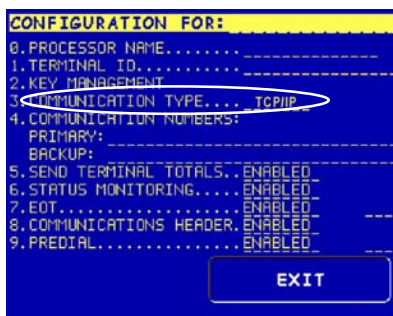 CONFIGURATION FOR:
0.PROCESSOR NAME........
1.TERMINAL ID...........
2.KEY MANAGEMENT
3.COMMUNICATION TYPE.... TCP/IP
4.COMMUNICATION NUMBERS:
PRIMARY:
BACKUP:
5.SEND TERMINAL TOTALS..ENABLED
6.STATUS MONITORING.....ENABLED
7.EOT...................ENABLED
8.COMMUNICATIONS HEADER.ENABLED
9.PREDIAL...............ENABLED
EXIT